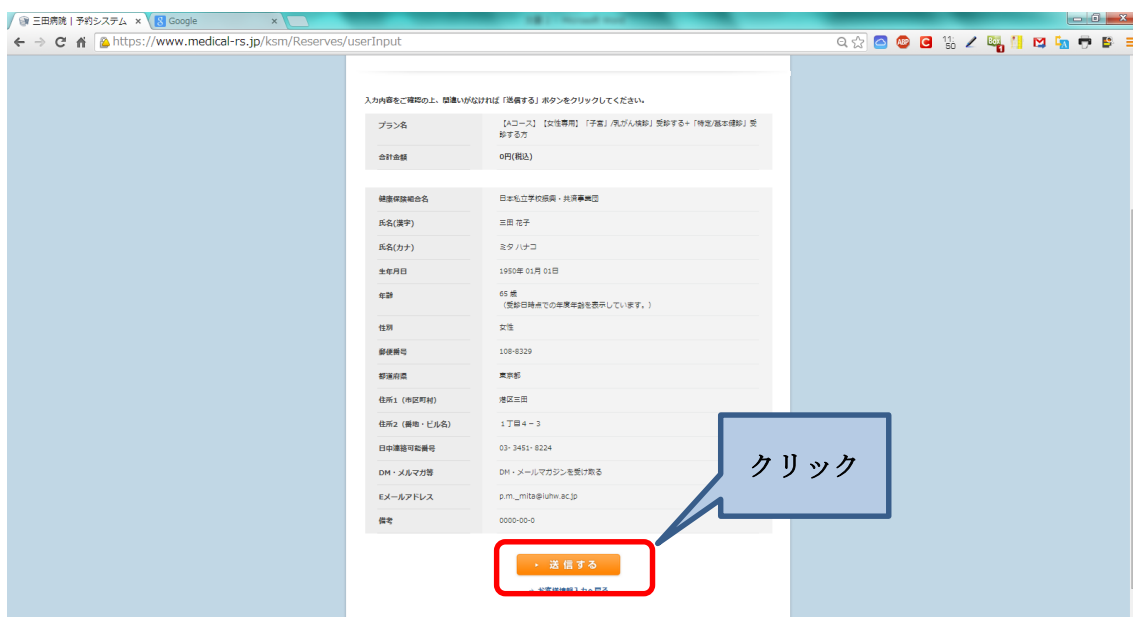 三田病院 | 予約システム
Google
https://www.medical-rs.jp/ksm/Reserves/userInput
入力内容をご確認の上、間違いがなければ「送信する」ボタンをクリックしてください。
プラン名 【Aコース】【女性専用】「子宮」/乳がん検診」受診する+「特定/基本健診」受
診する方
合計金額 0円(税込)
健康保険組合名 日本私立学校振興・共済事業団
氏名(漢字) 三田 花子
氏名(カナ) ミタ ハナコ
生年月日 1950年 01月 01日
年齢 65 歳
(受診日時点での年度年齢を表示しています。)
性別 女性
郵便番号 108-8329
都道府県 東京都
住所1 (市区町村) 港区三田
住所2 (番地・ビル名) 1丁目4-3
日中連絡可能番号 03- 3451- 8224
DM・メルマガ等 DM・メールマガジンを受け取る
Eメールアドレス p.m._mita@iuhw.ac.jp
備考 0000-00-0
クリック
送信する
お客様情報入力へ戻る